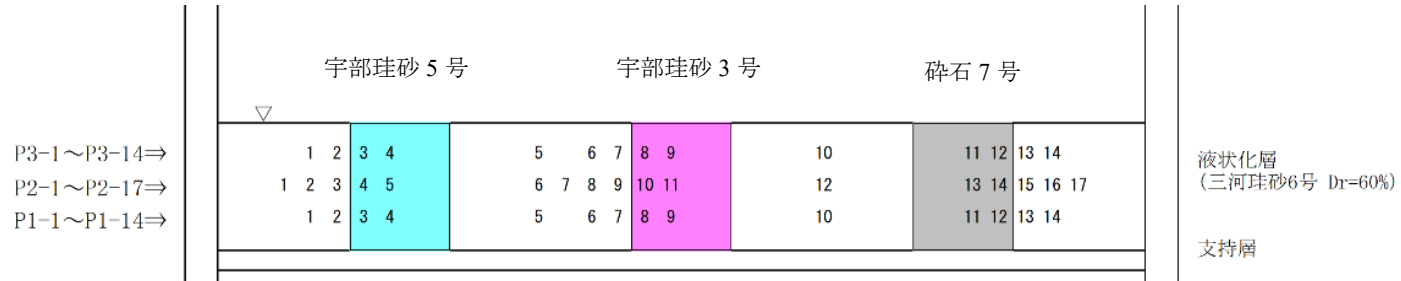 宇部珪砂 5 号 宇部珪砂 3 号 砕石 7 号
▽
P3-1～P3-14⇒ 1 2 3 4 5 6 7 8 9 10 11 12 13 14
P2-1～P2-17⇒ 1 2 3 4 5 6 7 8 9 10 11 12 13 14 15 16 17
P1-1～P1-14⇒ 1 2 3 4 5 6 7 8 9 10 11 12 13 14
液状化層
(三河珪砂6号 Dr=60%)
支持層